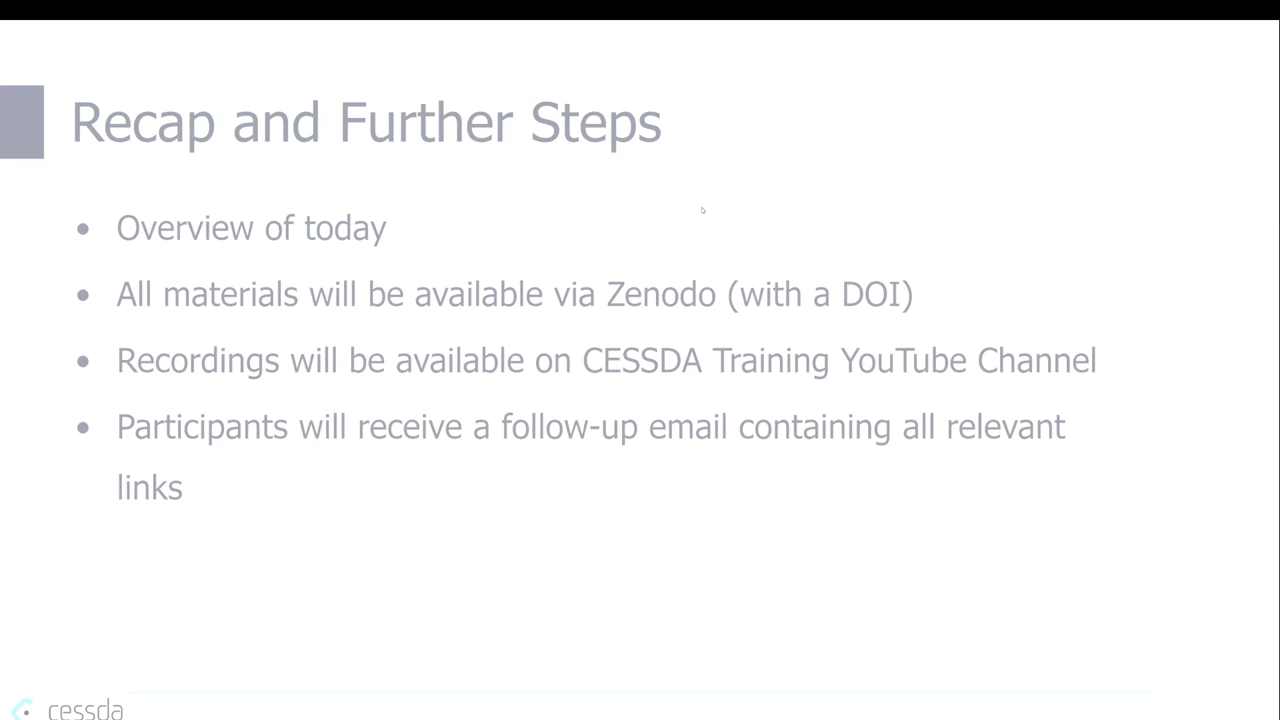 Recap and Further Steps
• Overview of today
• All materials will be available via Zenodo (with a DOI)
• Recordings will be available on CESSDA Training YouTube Channel
• Participants will receive a follow-up email containing all relevant
links
cessda